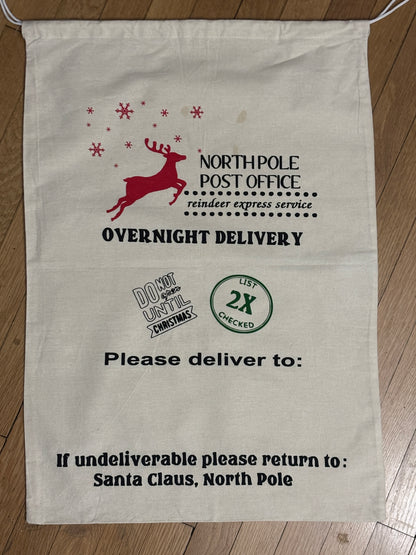 NORTH POLE
POST OFFICE
reindeer express service
OVERNIGHT DELIVERY
DO NOT
open
UNTIL
CHRISTMAS
LIST
2X
CHECKED
Please deliver to:
If undeliverable please return to:
Santa Claus, North Pole